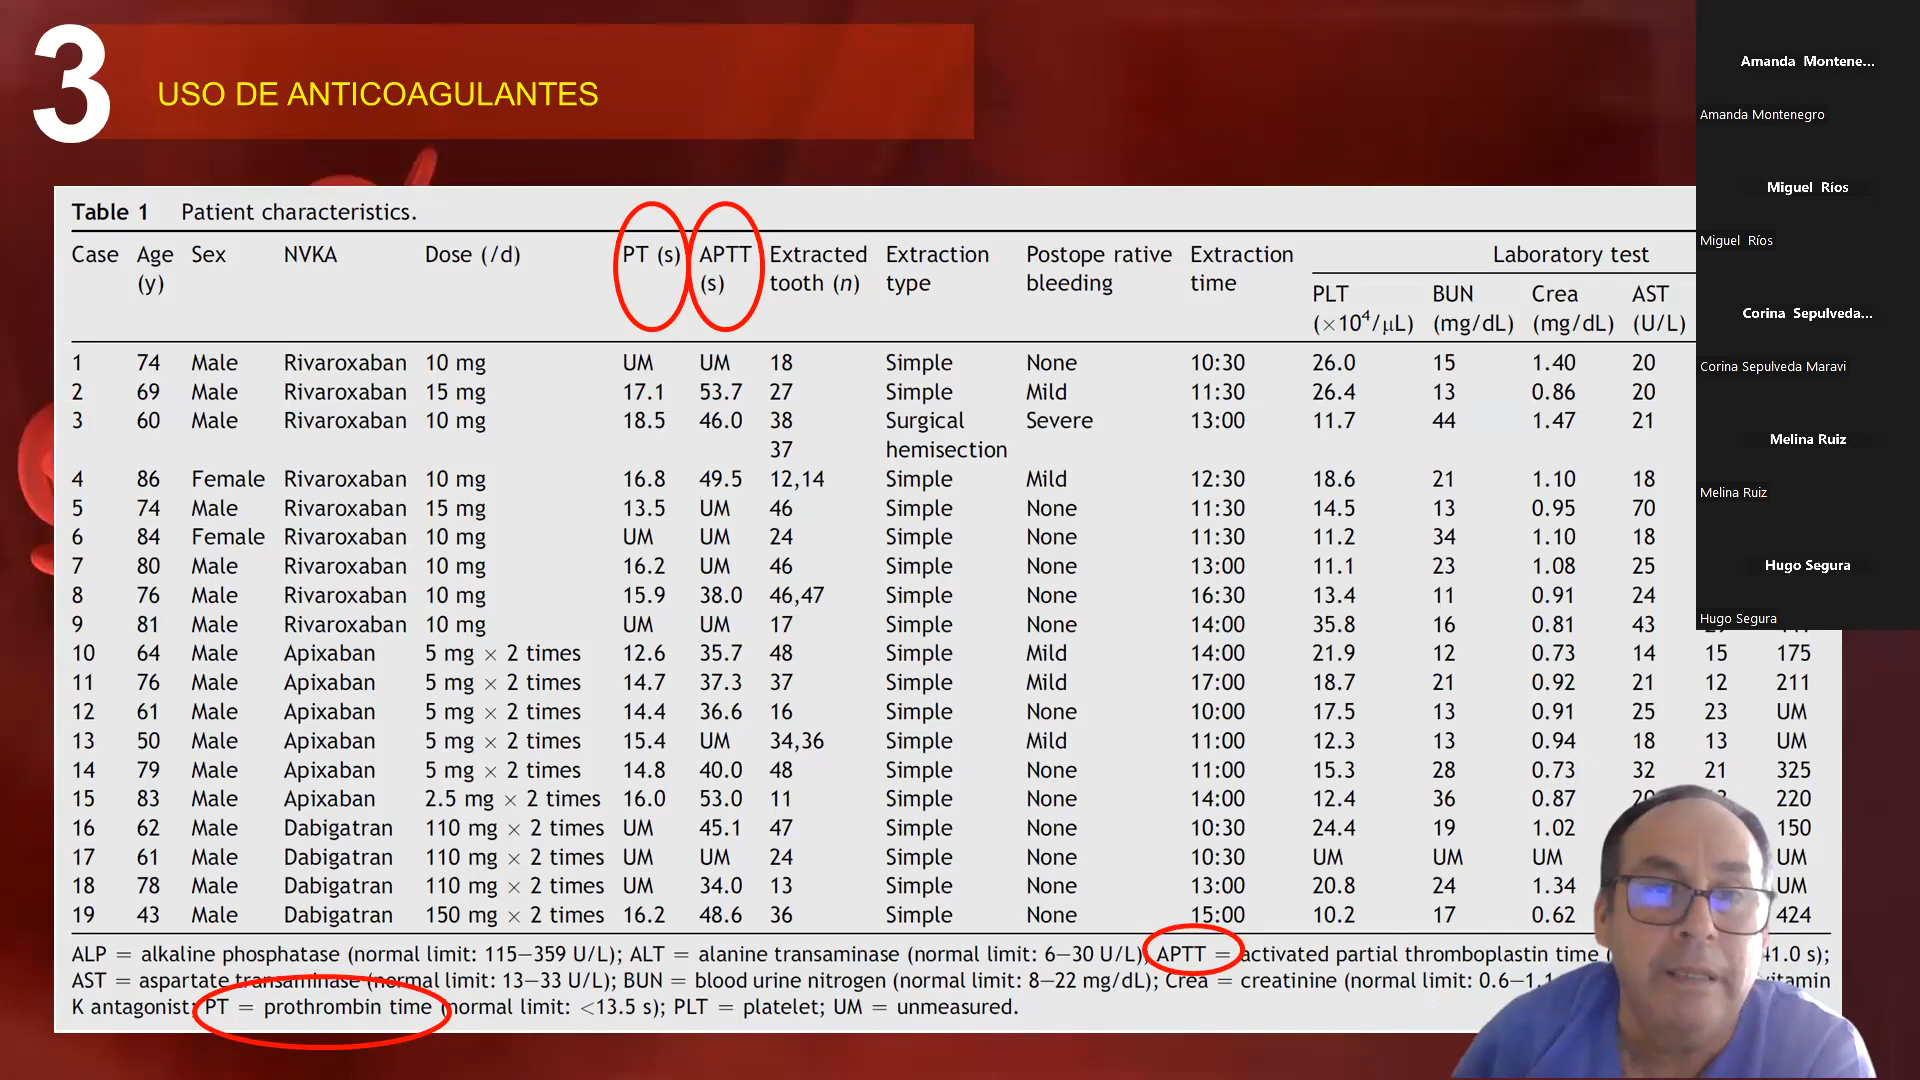 3
USO DE ANTICOAGULANTES
Table 1 Patient characteristics.
Case Age Sex NVKA Dose (/d) PT (s) APTT Extracted Extraction Postope rative Extraction Laboratory test
(y) (s) tooth (n) type bleeding time
PLT BUN Crea AST
(×10⁴/μL) (mg/dL) (mg/dL) (U/L)
1 74 Male Rivaroxaban 10 mg UM UM 18 Simple None 10:30 26.0 15 1.40 20
2 69 Male Rivaroxaban 15 mg 17.1 53.7 27 Simple Mild 11:30 26.4 13 0.86 20
3 60 Male Rivaroxaban 10 mg 18.5 46.0 38 Surgical Severe 13:00 11.7 44 1.47 21
37 hemisection
4 86 Female Rivaroxaban 10 mg 16.8 49.5 12,14 Simple Mild 12:30 18.6 21 1.10 18
5 74 Male Rivaroxaban 15 mg 13.5 UM 46 Simple None 11:30 14.5 13 0.95 70
6 84 Female Rivaroxaban 10 mg UM UM 24 Simple None 11:30 11.2 34 1.10 18
7 80 Male Rivaroxaban 10 mg 16.2 UM 46 Simple None 13:00 11.1 23 1.08 25
8 76 Male Rivaroxaban 10 mg 15.9 38.0 46,47 Simple None 16:30 13.4 11 0.91 24
9 81 Male Rivaroxaban 10 mg UM UM 17 Simple None 14:00 35.8 16 0.81 43
10 64 Male Apixaban 5 mg × 2 times 12.6 35.7 48 Simple Mild 14:00 21.9 12 0.73 14 15 175
11 76 Male Apixaban 5 mg × 2 times 14.7 37.3 37 Simple Mild 17:00 18.7 21 0.92 21 12 211
12 61 Male Apixaban 5 mg × 2 times 14.4 36.6 16 Simple None 10:00 17.5 13 0.91 25 23 UM
13 50 Male Apixaban 5 mg × 2 times 15.4 UM 34,36 Simple Mild 11:00 12.3 13 0.94 18 13 UM
14 79 Male Apixaban 5 mg × 2 times 14.8 40.0 48 Simple None 11:00 15.3 28 0.73 32 21 325
15 83 Male Apixaban 2.5 mg × 2 times 16.0 53.0 11 Simple None 14:00 12.4 36 0.87 220
16 62 Male Dabigatran 110 mg × 2 times UM 45.1 47 Simple None 10:30 24.4 19 1.02 150
17 61 Male Dabigatran 110 mg × 2 times UM UM 24 Simple None 10:30 UM UM UM UM
18 78 Male Dabigatran 110 mg × 2 times UM 34.0 13 Simple None 13:00 20.8 24 1.34 UM
19 43 Male Dabigatran 150 mg × 2 times 16.2 48.6 36 Simple None 15:00 10.2 17 0.62 424
ALP = alkaline phosphatase (normal limit: 115–359 U/L); ALT = alanine transaminase (normal limit: 6–30 U/L); APTT = activated partial thromboplastin time ( 41.0 s);
AST = aspartate transaminase (normal limit: 13–33 U/L); BUN = blood urine nitrogen (normal limit: 8–22 mg/dL); Crea = creatinine (normal limit: 0.6–1.1 vitamin
K antagonist; PT = prothrombin time (normal limit: <13.5 s); PLT = platelet; UM = unmeasured.
Amanda Montene...
Amanda Montenegro
Miguel Ríos
Miguel Ríos
Corina Sepulveda...
Corina Sepulveda Maravi
Melina Ruiz
Melina Ruiz
Hugo Segura
Hugo Segura